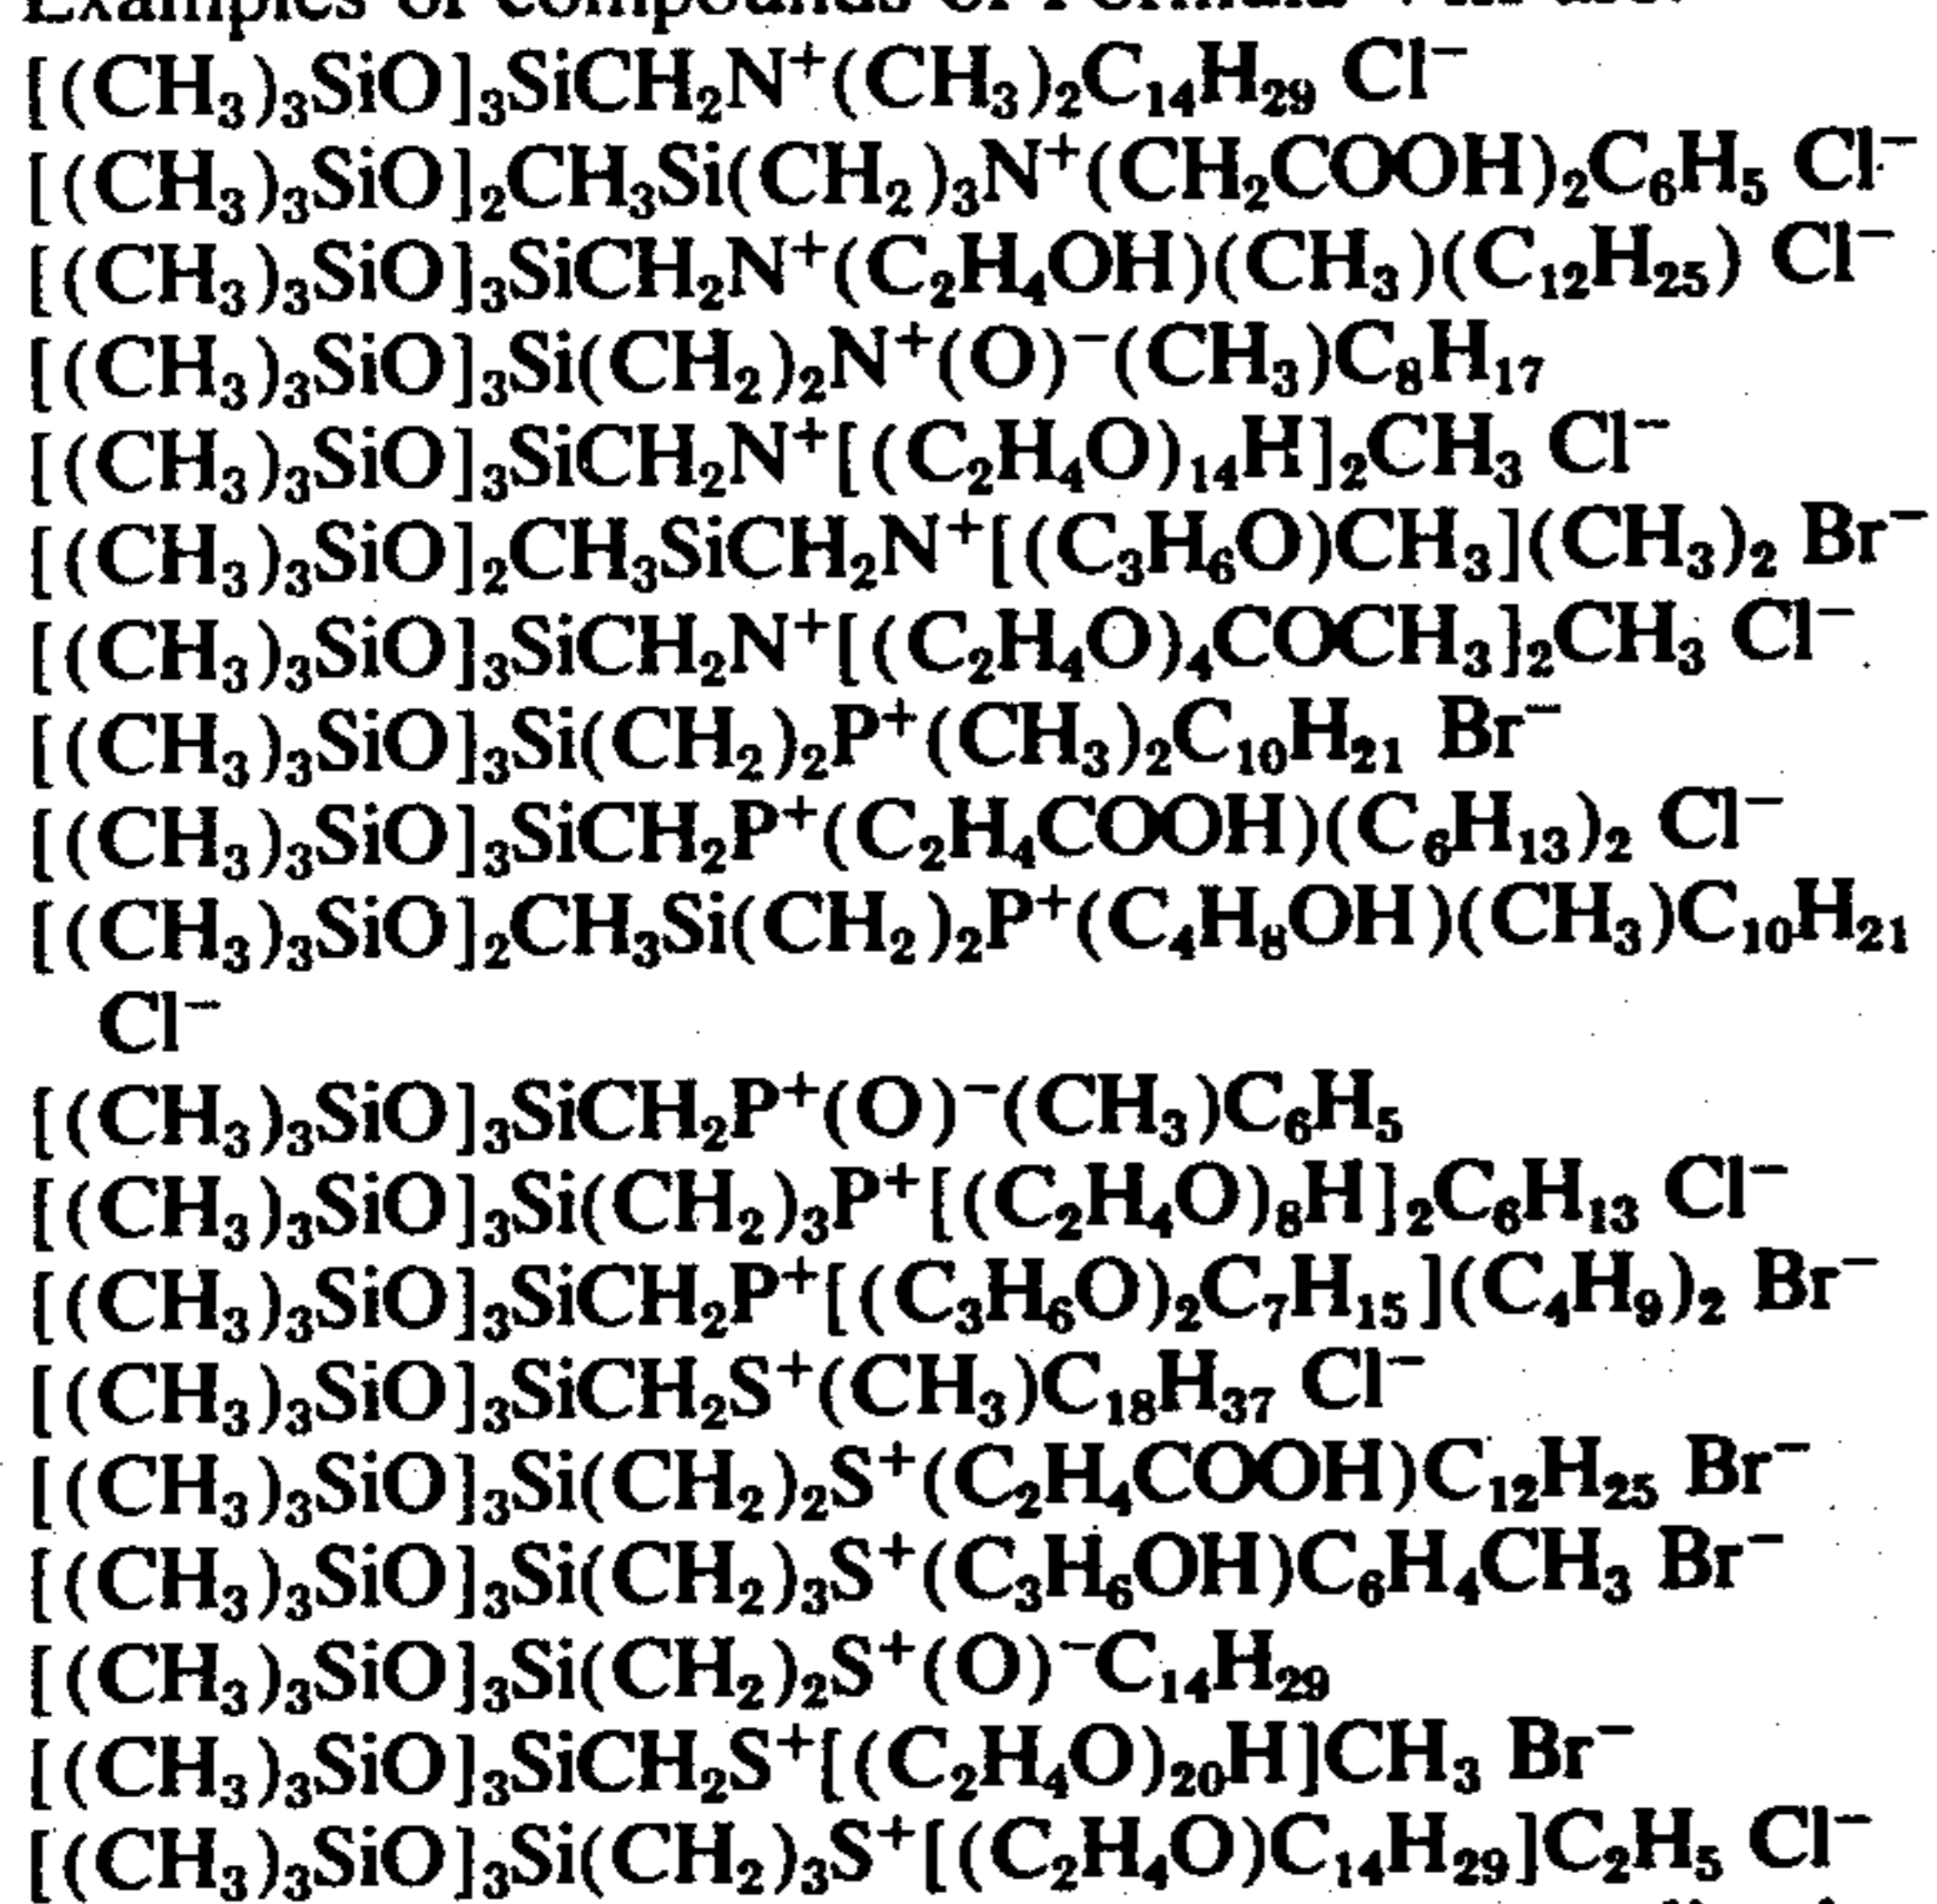 Examples of compounds of Formula
[(CH₃)₃SiO]₃SiCH₂N⁺(CH₃)₂C₁₄H₂₉ Cl⁻
[(CH₃)₃SiO]₂CH₃Si(CH₂)₃N⁺(CH₂COOH)₂C₆H₅ Cl⁻
[(CH₃)₃SiO]₃SiCH₂N⁺(C₂H₄OH)(CH₃)(C₁₂H₂₅) Cl⁻
[(CH₃)₃SiO]₃Si(CH₂)₂N⁺(O)⁻(CH₃)C₈H₁₇
[(CH₃)₃SiO]₃SiCH₂N⁺[(C₂H₄O)₁₄H]₂CH₃ Cl⁻
[(CH₃)₃SiO]₂CH₃SiCH₂N⁺[(C₃H₆O)CH₃](CH₃)₂ Br⁻
[(CH₃)₃SiO]₃SiCH₂N⁺[(C₂H₄O)₄COCH₃]₂CH₃ Cl⁻
[(CH₃)₃SiO]₃Si(CH₂)₂P⁺(CH₃)₂C₁₀H₂₁ Br⁻
[(CH₃)₃SiO]₃SiCH₂P⁺(C₂H₄COOH)(C₆H₁₃)₂ Cl⁻
[(CH₃)₃SiO]₂CH₃Si(CH₂)₂P⁺(C₄H₈OH)(CH₃)C₁₀H₂₁
Cl⁻
[(CH₃)₃SiO]₃SiCH₂P⁺(O)⁻(CH₃)C₆H₅
[(CH₃)₃SiO]₃Si(CH₂)₃P⁺[(C₂H₄O)₈H]₂C₆H₁₃ Cl⁻
[(CH₃)₃SiO]₃SiCH₂P⁺[(C₃H₆O)₂C₇H₁₅](C₄H₉)₂ Br⁻
[(CH₃)₃SiO]₃SiCH₂S⁺(CH₃)C₁₈H₃₇ Cl⁻
[(CH₃)₃SiO]₃Si(CH₂)₂S⁺(C₂H₄COOH)C₁₂H₂₅ Br⁻
[(CH₃)₃SiO]₃Si(CH₂)₃S⁺(C₃H₆OH)C₆H₄CH₃ Br⁻
[(CH₃)₃SiO]₃Si(CH₂)₂S⁺(O)⁻C₁₄H₂₉
[(CH₃)₃SiO]₃SiCH₂S⁺[(C₂H₄O)₂₀H]CH₃ Br⁻
[(CH₃)₃SiO]₃Si(CH₂)₃S⁺[(C₂H₄O)C₁₄H₂₉]C₂H₅ Cl⁻